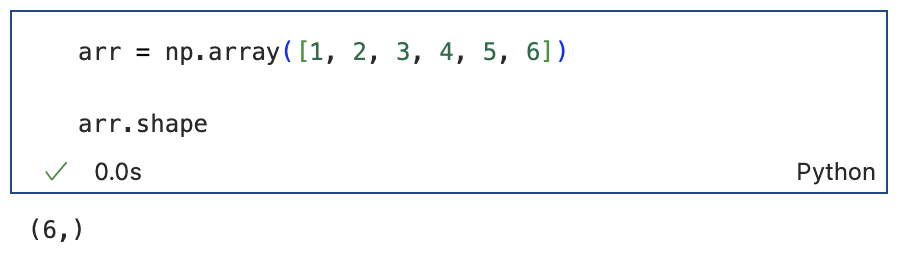 arr = np.array([1, 2, 3, 4, 5, 6])
arr.shape
✓ 0.0s Python
(6,)